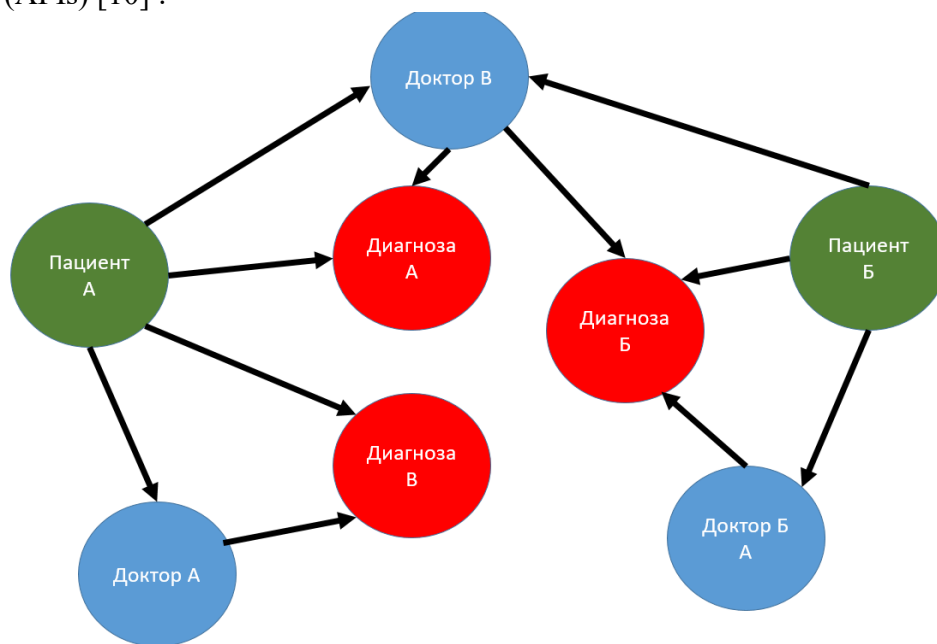 (APIs) [10] .
Доктор В
Диагноза
А
Пациент
А
Пациент
Б
Диагноза
Б
Диагноза
В
Доктор А
Доктор Б
А